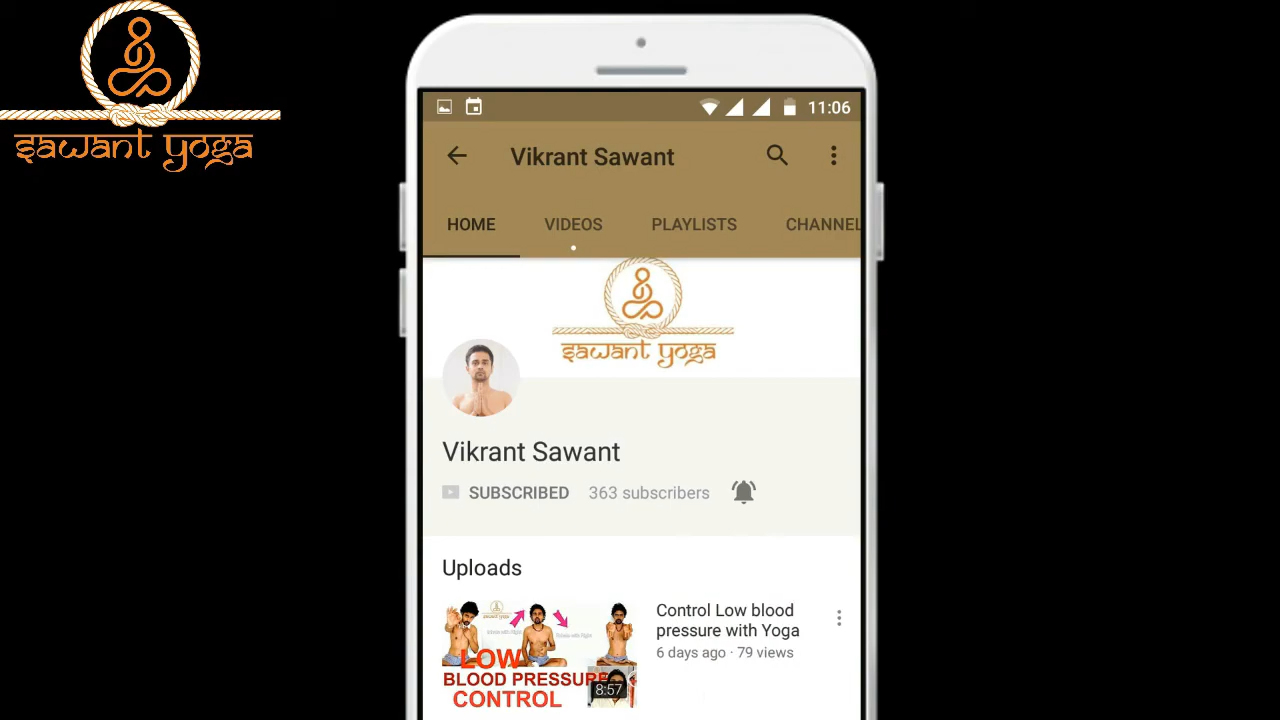 sawant yoga
11:06
Vikrant Sawant
HOME VIDEOS PLAYLISTS CHANNEL
sawant yoga
Vikrant Sawant
SUBSCRIBED 363 subscribers
Uploads
Control Low blood
pressure with Yoga
6 days ago · 79 views
LOW
BLOOD PRESSURE
CONTROL
8:57